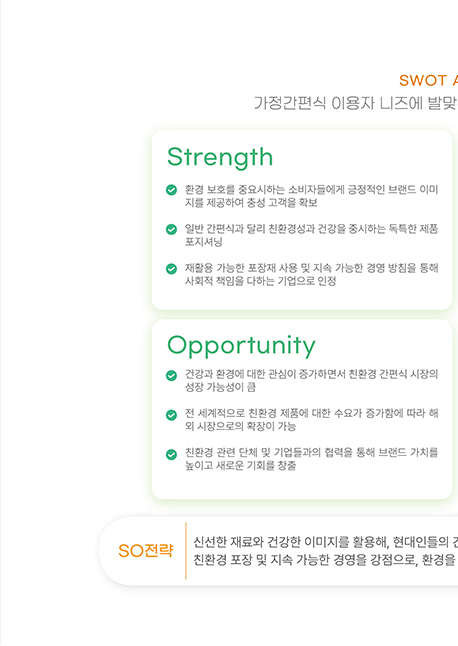 SWOT
가정간편식 이용자 니즈에 발맞
Strength
환경 보호를 중요시하는 소비자들에게 긍정적인 브랜드 이미
지를 제공하여 충성 고객을 확보
일반 간편식과 달리 친환경성과 건강을 중시하는 독특한 제품
포지셔닝
재활용 가능한 포장재 사용 및 지속 가능한 경영 방침을 통해
사회적 책임을 다하는 기업으로 인정
Opportunity
건강과 환경에 대한 관심이 증가하면서 친환경 간편식 시장의
성장 가능성이 큼
전 세계적으로 친환경 제품에 대한 수요가 증가함에 따라 해
외 시장으로의 확장이 가능
친환경 관련 단체 및 기업들과의 협력을 통해 브랜드 가치를
높이고 새로운 기회를 창출
SO전략
신선한 재료와 건강한 이미지를 활용해, 현대인들의
친환경 포장 및 지속 가능한 경영을 강점으로, 환경을